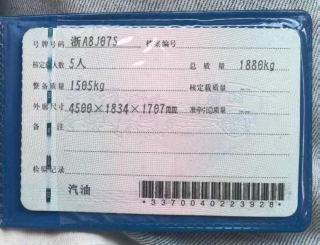 号牌号码 浙A8J07S 档案编号
核定载人数 5人 总质量 1880kg
整备质量 1505kg 核定载质量 --
外廓尺寸 4500×1834×1707mm 准牵引总质量 --
备注
检验记录
汽油
*3370040223928*